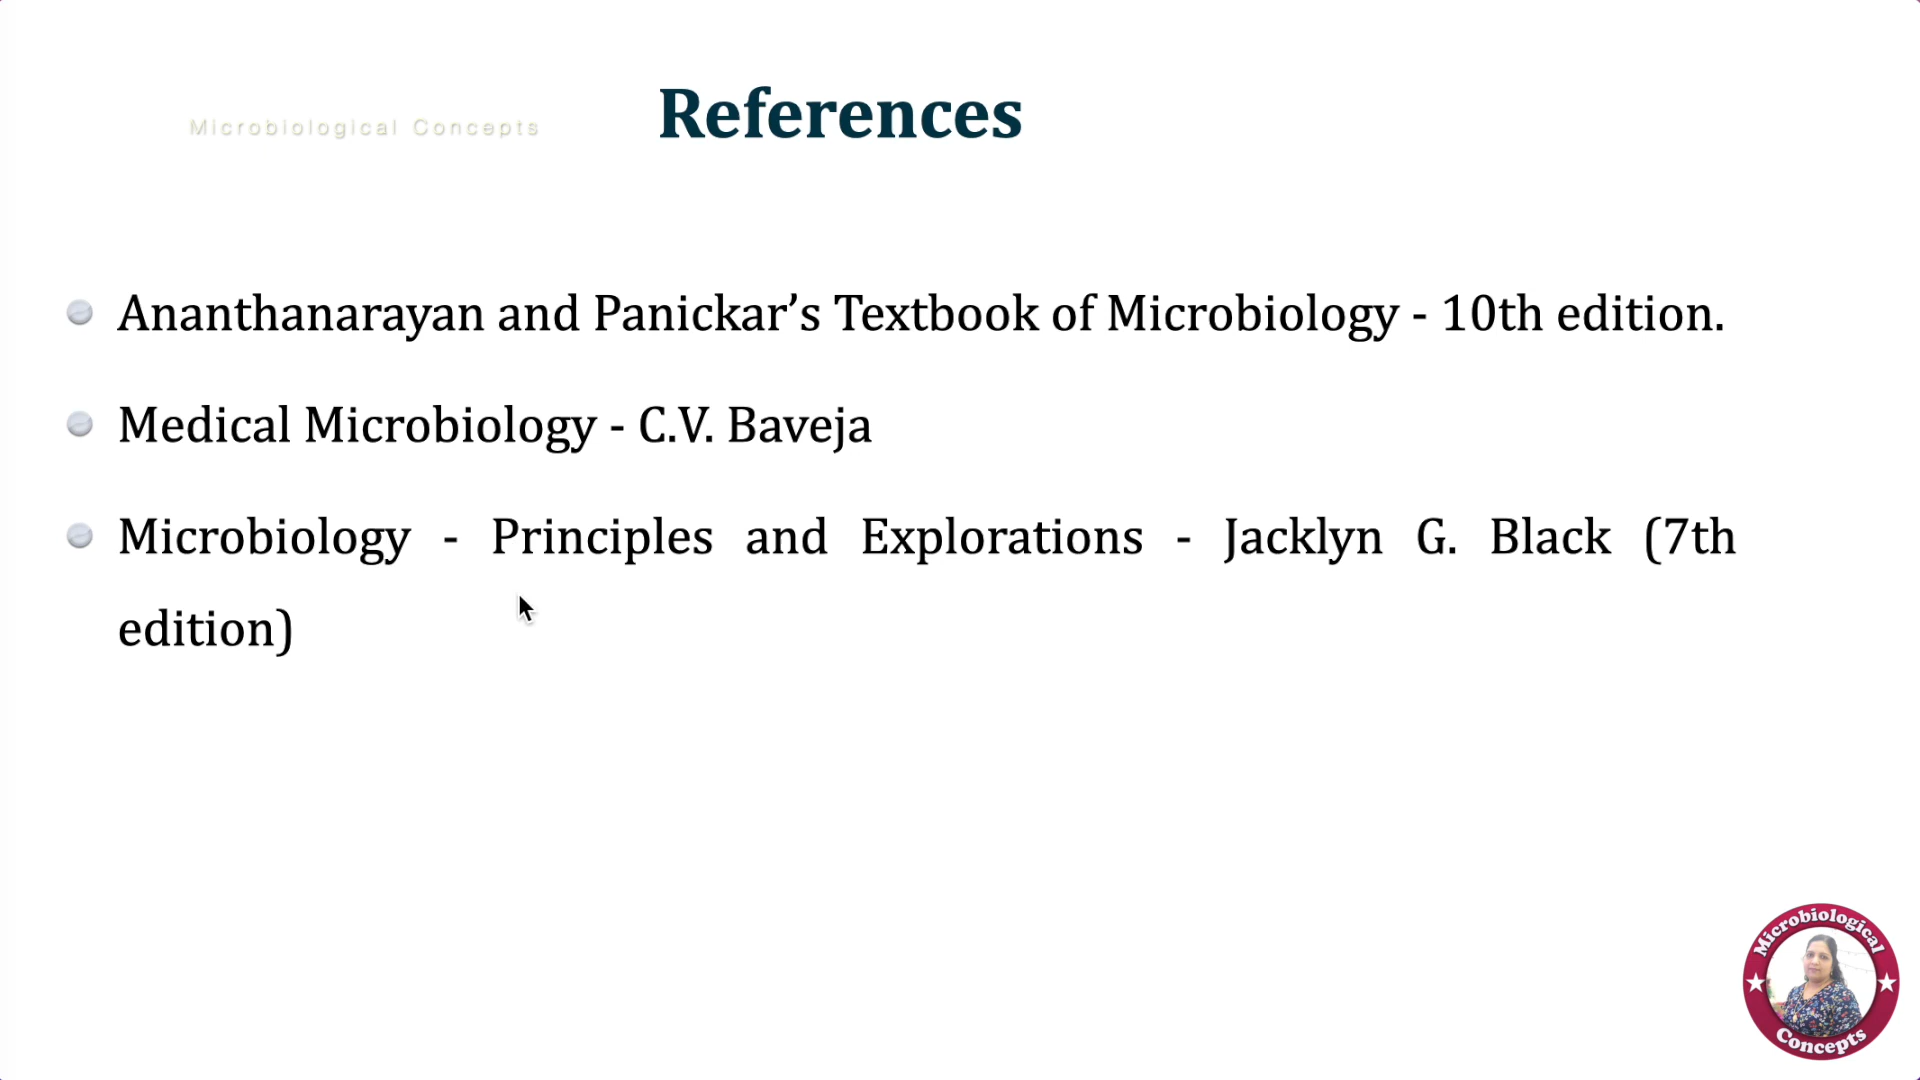 Microbiological Concepts
References
Ananthanarayan and Panickar’s Textbook of Microbiology - 10th edition.
Medical Microbiology - C.V. Baveja
Microbiology - Principles and Explorations - Jacklyn G. Black (7th
edition)
Microbiological
Concepts